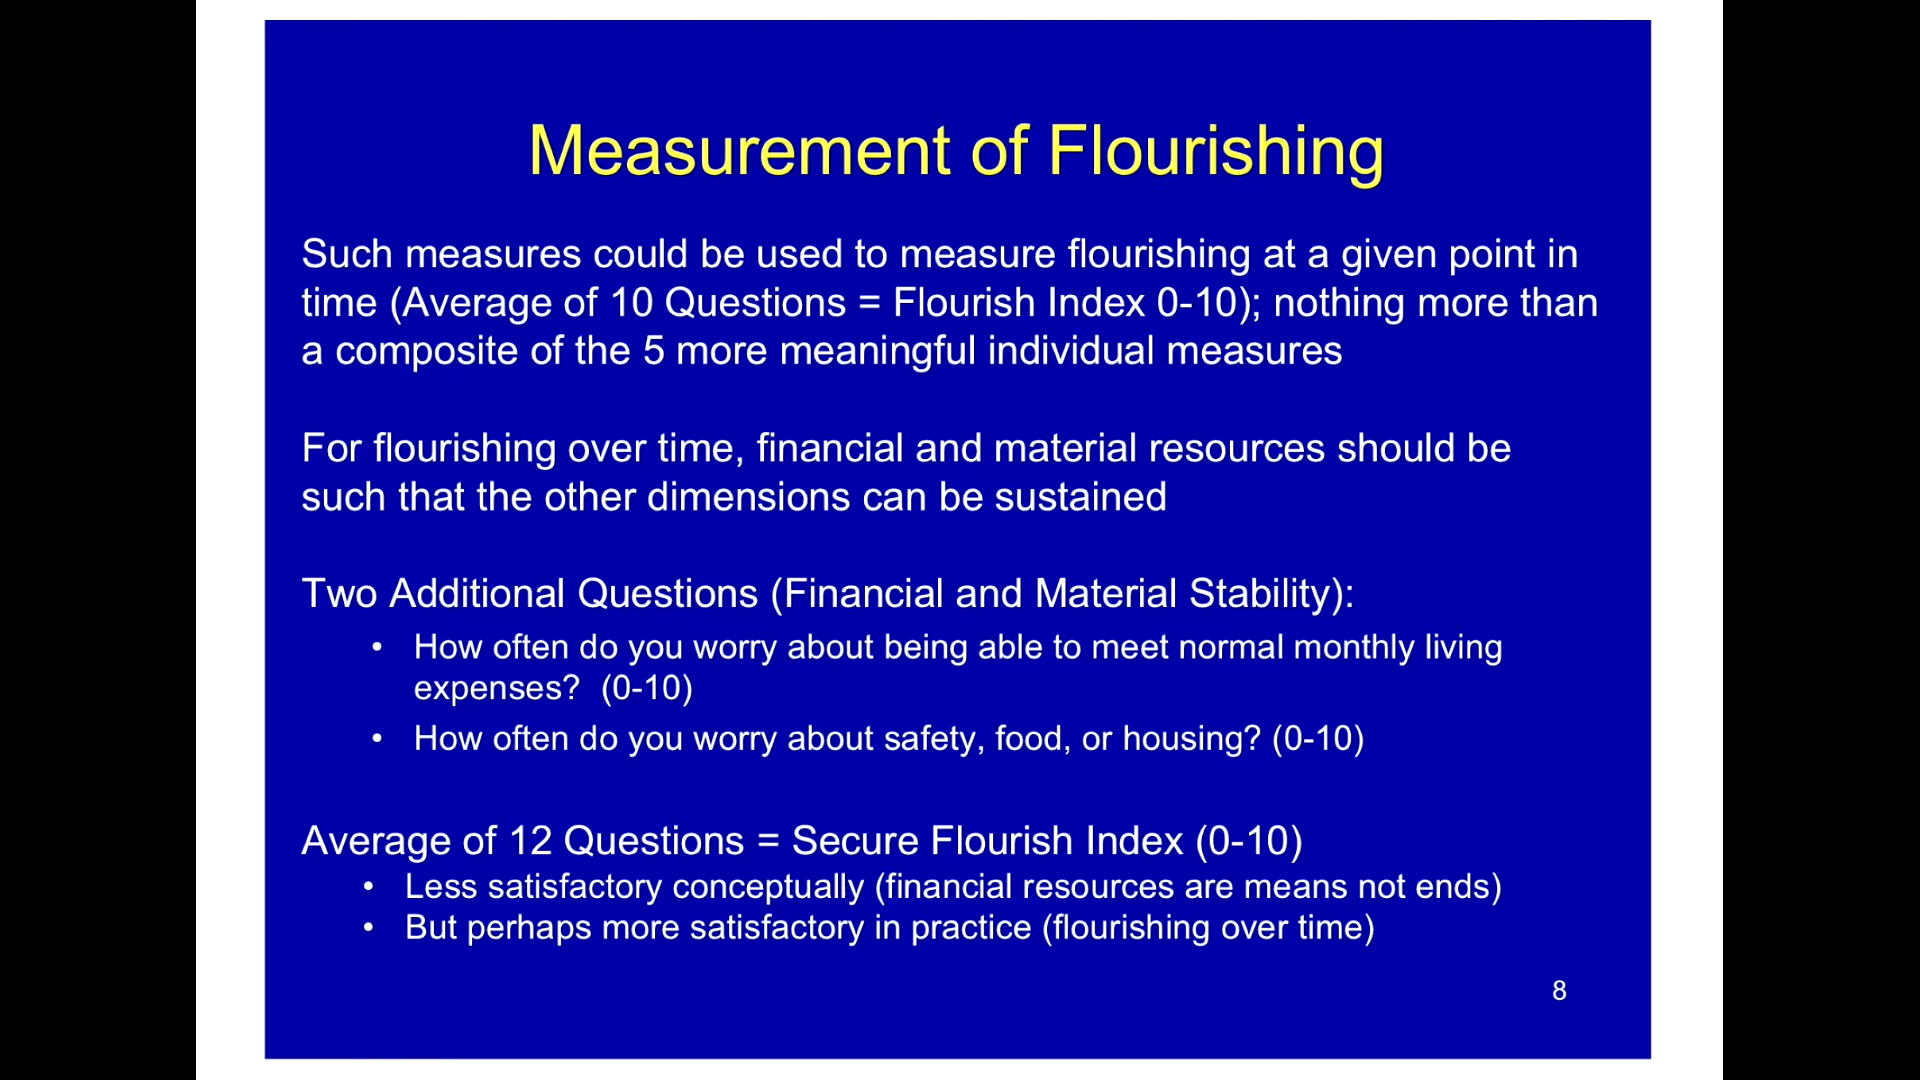 Measurement of Flourishing
Such measures could be used to measure flourishing at a given point in
time (Average of 10 Questions = Flourish Index 0-10); nothing more than
a composite of the 5 more meaningful individual measures
For flourishing over time, financial and material resources should be
such that the other dimensions can be sustained
Two Additional Questions (Financial and Material Stability):
• How often do you worry about being able to meet normal monthly living
expenses?  (0-10)
• How often do you worry about safety, food, or housing? (0-10)
Average of 12 Questions = Secure Flourish Index (0-10)
• Less satisfactory conceptually (financial resources are means not ends)
• But perhaps more satisfactory in practice (flourishing over time)
8